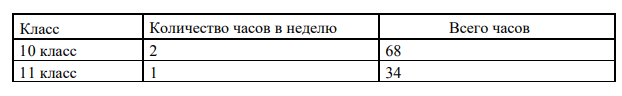 Класс Количество часов в неделю Всего часов
10 класс 2 68
11 класс 1 34